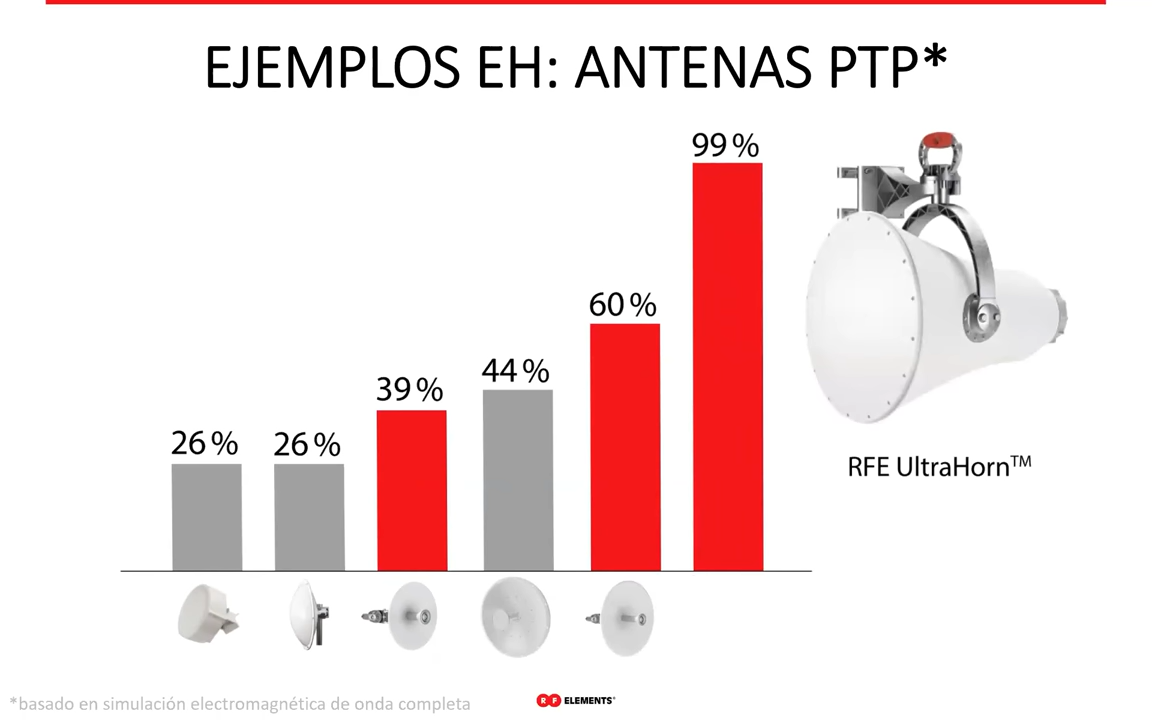 EJEMPLOS EH: ANTENAS PTP*
99 %
60 %
44 %
39 %
26 %
26 %
RFE UltraHorn™
RF ELEMENTS®
*basado en simulación electromagnética de onda completa